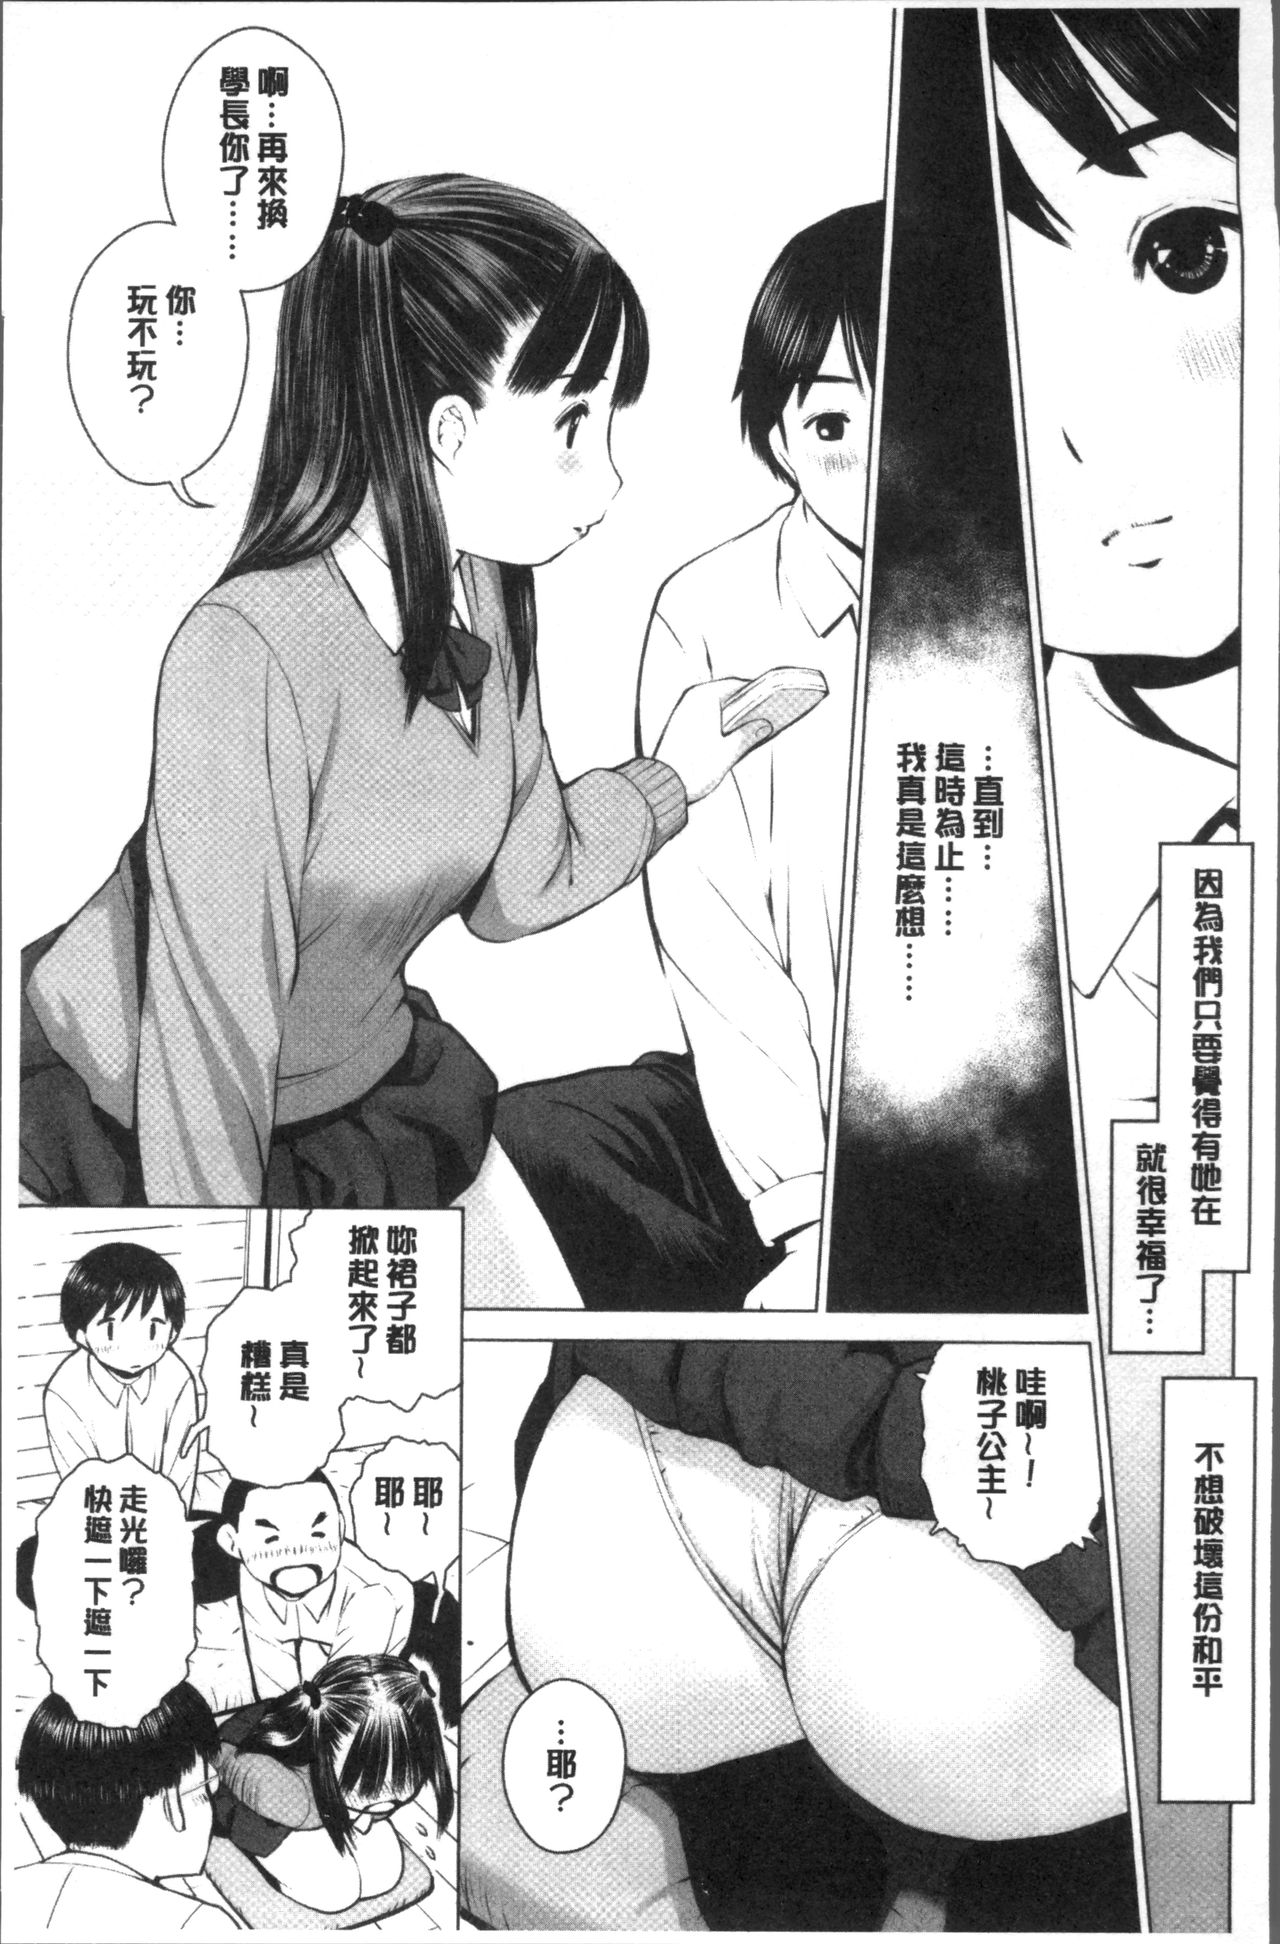 因為我們只要覺得有她在
就很幸福了…
不想破壞這份和平
…直到…
這時為止……
我真是這麼想……
啊…再來換
學長你了……
你…
玩不玩？
哇啊～！
桃子公主～
…耶？
妳裙子都
掀起來了～
真是
糟糕～
耶～
耶～
走光囉？
快遮一下遮一下